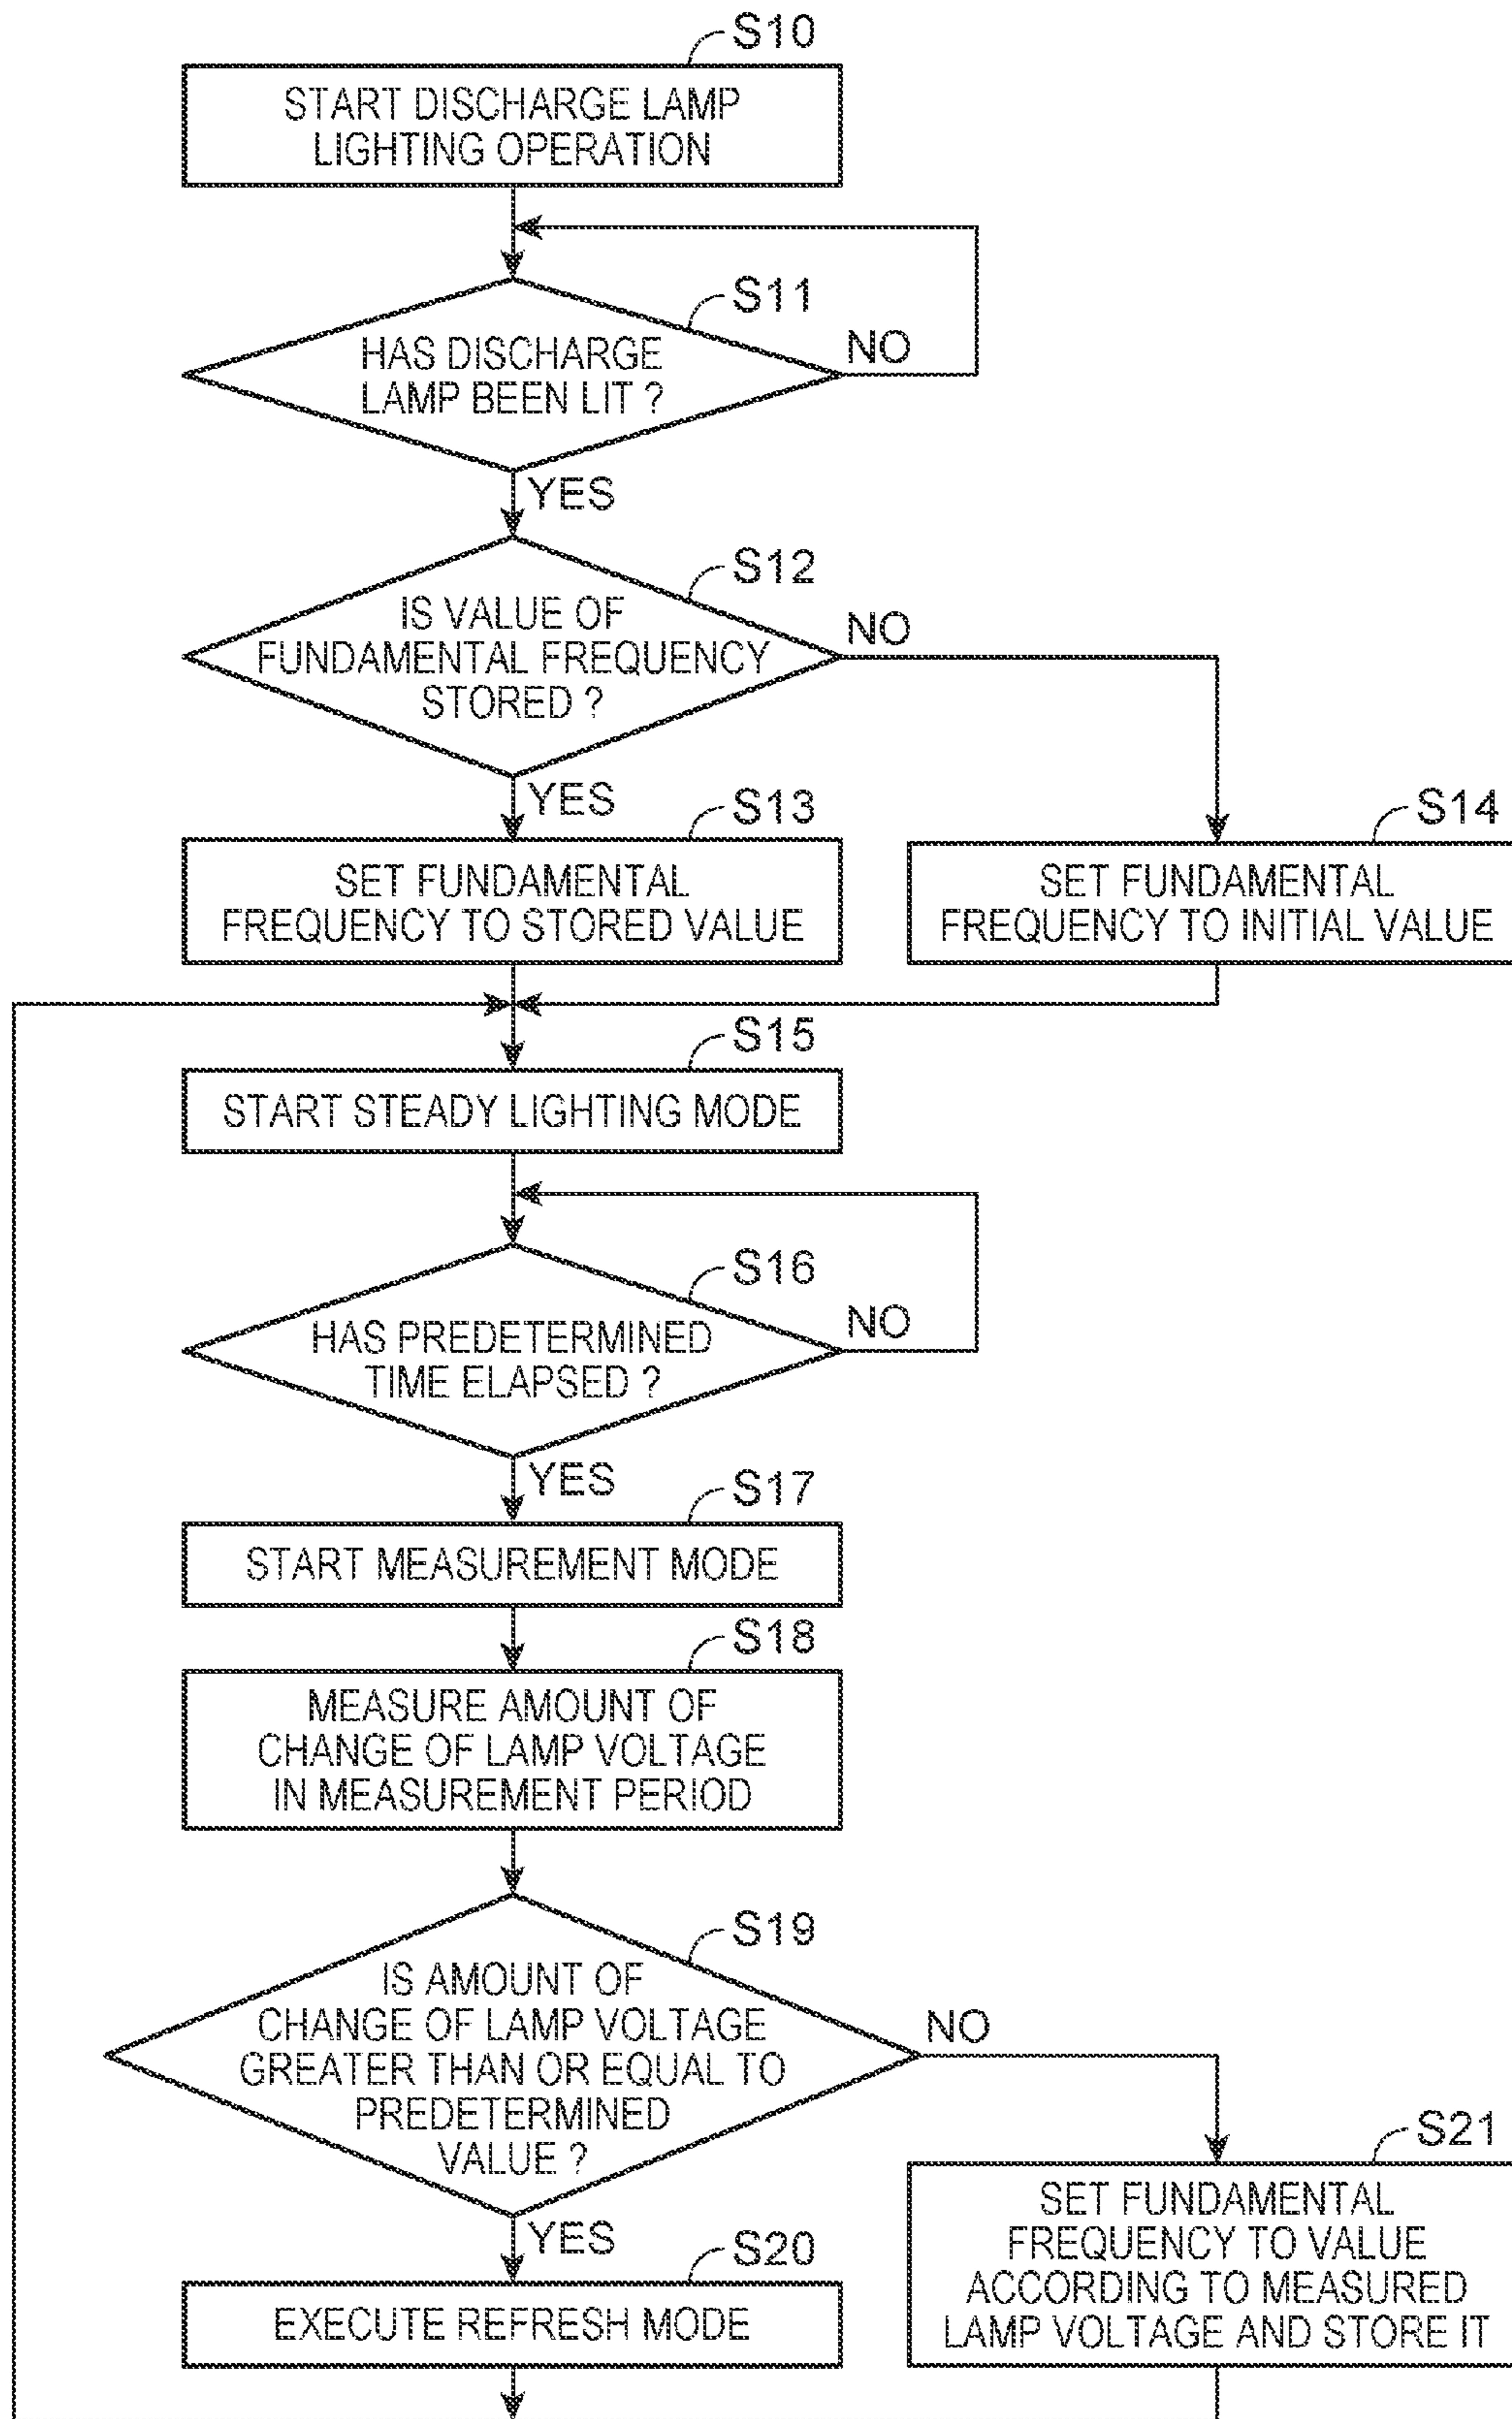 S10
START DISCHARGE LAMP
LIGHTING OPERATION
S11
HAS DISCHARGE
LAMP BEEN LIT ?
NO
YES
S12
IS VALUE OF
FUNDAMENTAL FREQUENCY
STORED ?
NO
YES
S13
SET FUNDAMENTAL
FREQUENCY TO STORED VALUE
S14
SET FUNDAMENTAL
FREQUENCY TO INITIAL VALUE
S15
START STEADY LIGHTING MODE
S16
HAS PREDETERMINED
TIME ELAPSED ?
NO
YES
S17
START MEASUREMENT MODE
S18
MEASURE AMOUNT OF
CHANGE OF LAMP VOLTAGE
IN MEASUREMENT PERIOD
S19
IS AMOUNT OF
CHANGE OF LAMP VOLTAGE
GREATER THAN OR EQUAL TO
PREDETERMINED
VALUE ?
NO
YES
S20
EXECUTE REFRESH MODE
S21
SET FUNDAMENTAL
FREQUENCY TO VALUE
ACCORDING TO MEASURED
LAMP VOLTAGE AND STORE IT